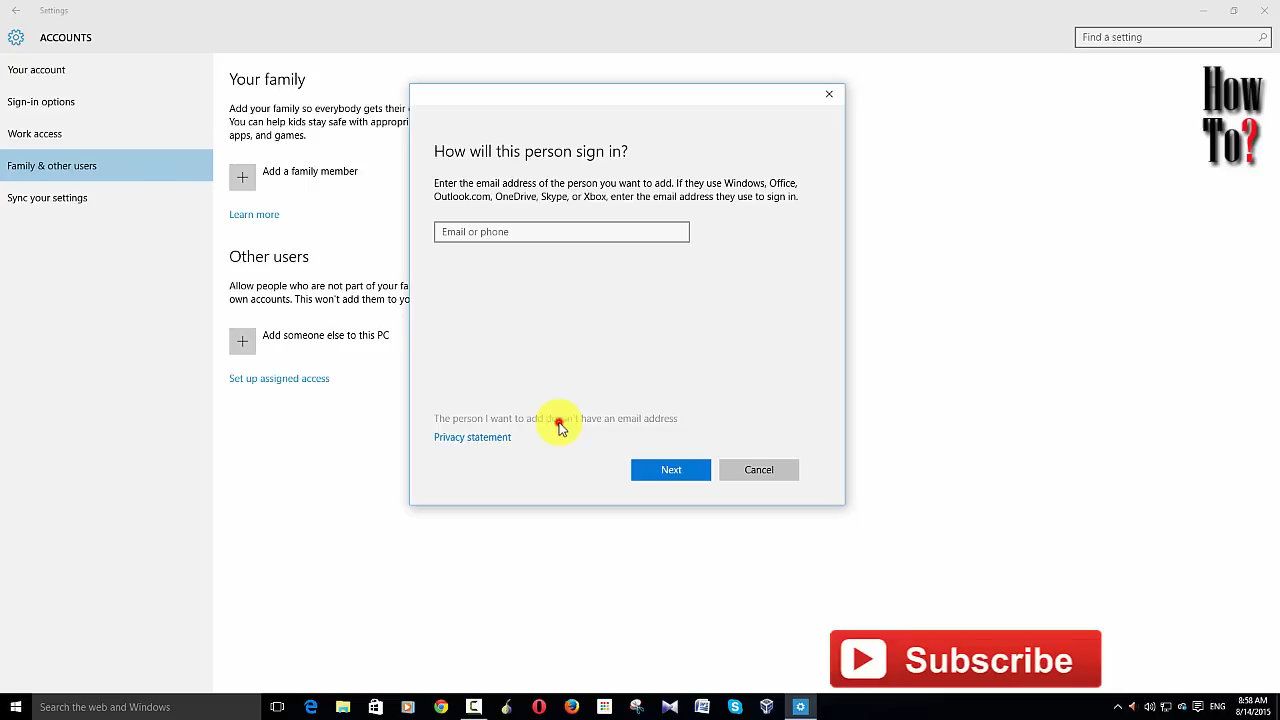 Settings
ACCOUNTS
Find a setting
Your account
Sign-in options
Work access
Family & other users
Sync your settings
Your family
Add your family so everybody gets their
You can help kids stay safe with appropri
apps, and games.
Add a family member
Learn more
Other users
Allow people who are not part of your fa
own accounts. This won't add them to yo
Add someone else to this PC
Set up assigned access
How will this person sign in?
Enter the email address of the person you want to add. If they use Windows, Office,
Outlook.com, OneDrive, Skype, or Xbox, enter the email address they use to sign in.
Email or phone
The person I want to add doesn't have an email address
Privacy statement
Next
Cancel
How
To?
Subscribe
Search the web and Windows
ENG
8:58 AM
8/14/2015